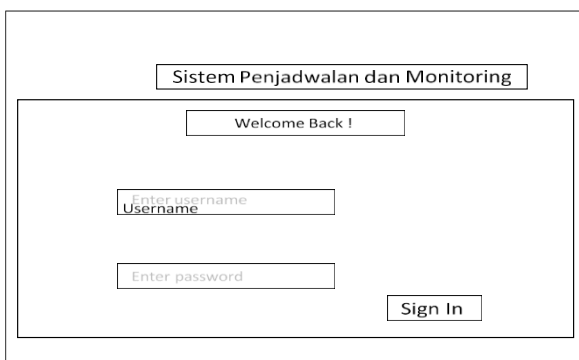 Sistem Penjadwalan dan Monitoring
Welcome Back !
Enter username
Username
Enter password
Sign In